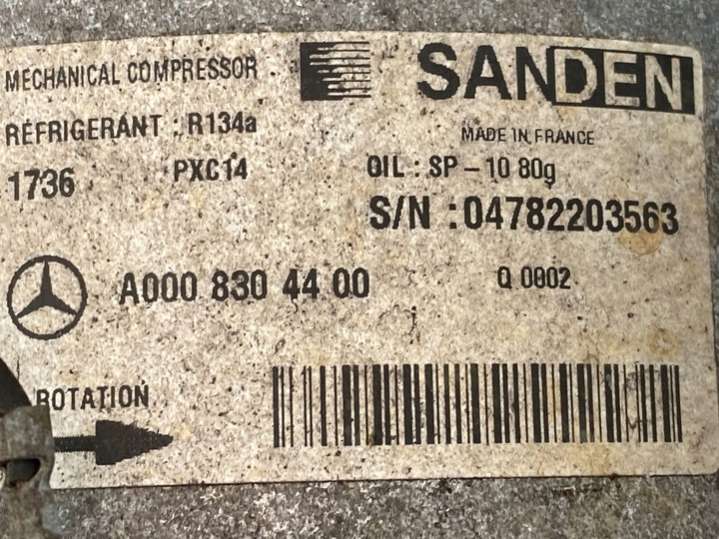 MECHANICAL COMPRESSOR
SANDEN
REFRIGERANT : R134a
MADE IN FRANCE
1736 PXC14
OIL : SP - 10 80g
S/N : 04782203563
A000 830 44 00
Q 0002
ROTATION